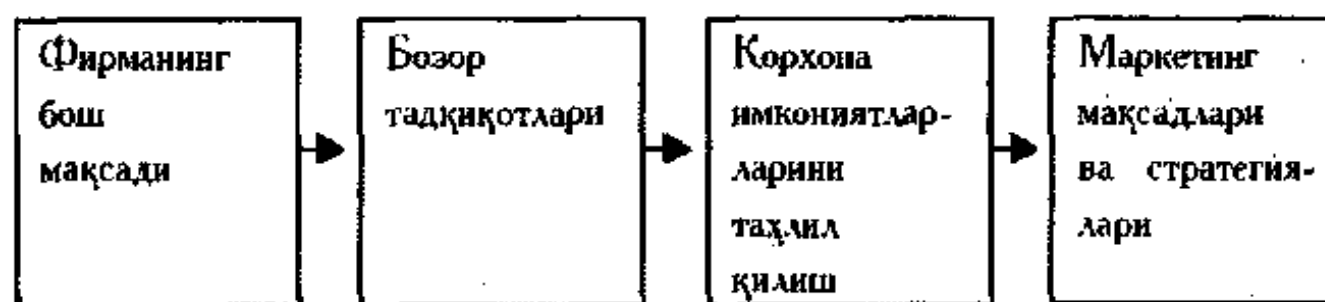 Фирманинг
бош
мақсади
Бозор
тадқиқотлари
Корхона
имкониятлар-
ларини
таҳлил
қилиш
Маркетинг
мақсадлари
ва стратегия-
лари